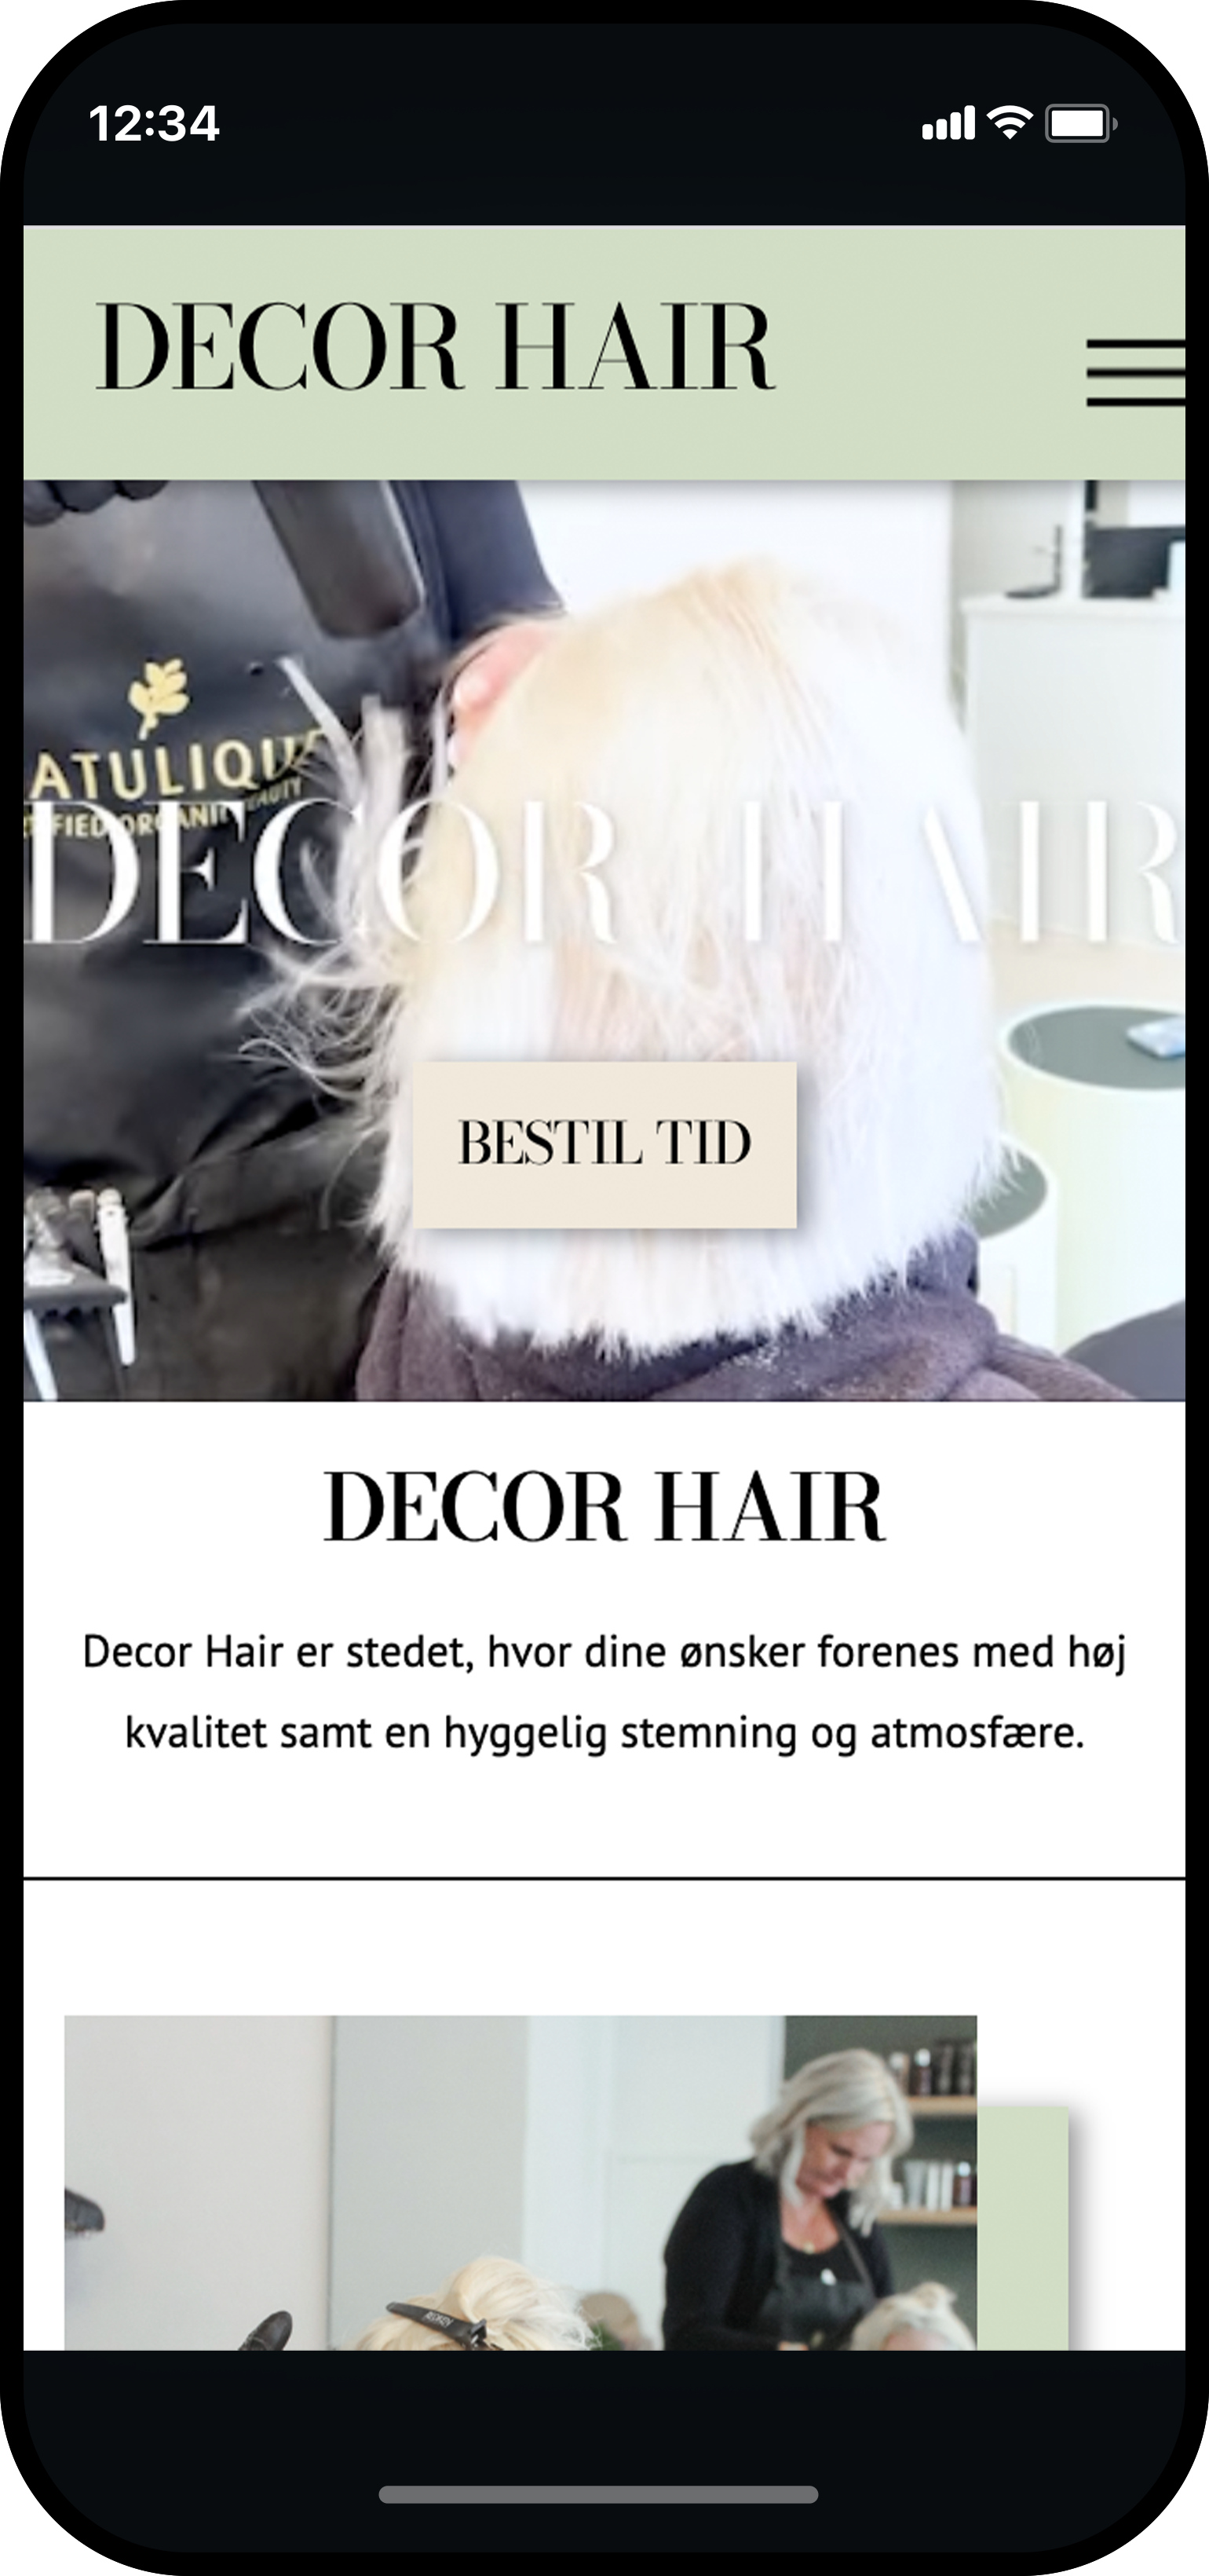 12:34
DECOR HAIR
ATULIQUE
DECOR HAIR
BESTIL TID
DECOR HAIR
Decor Hair er stedet, hvor dine ønsker forenes med høj
kvalitet samt en hyggelig stemning og atmosfære.